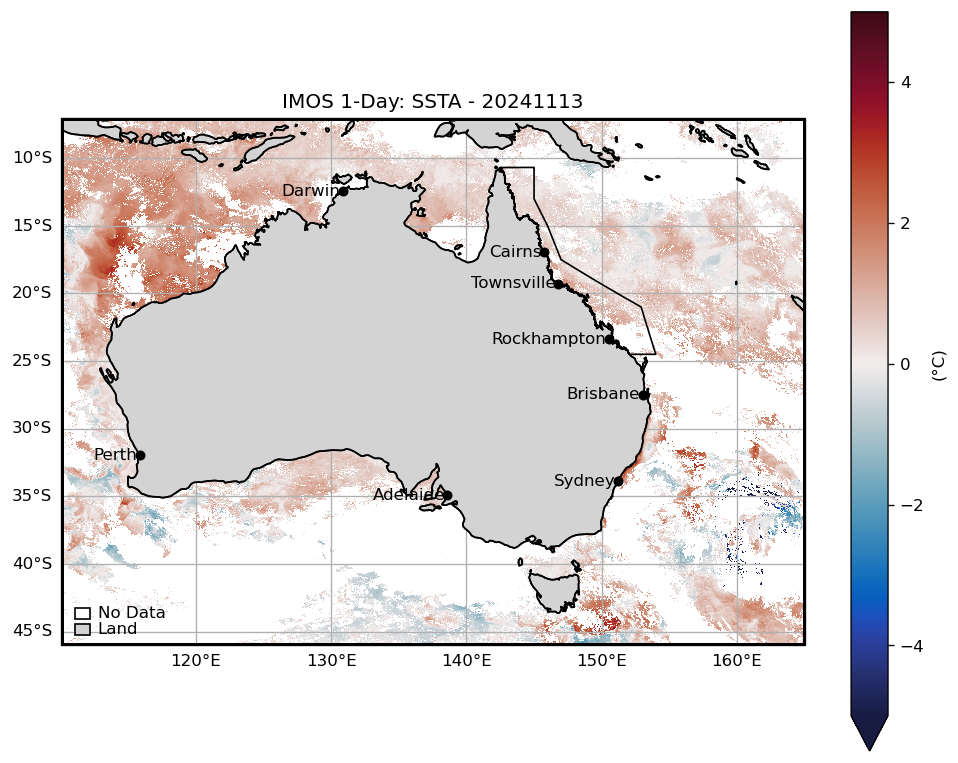 IMOS 1-Day: SSTA - 20241113
10°S
15°S
20°S
25°S
30°S
35°S
40°S
45°S
Darwin
Cairns
Townsville
Rockhampton
Brisbane
Perth
Sydney
Adelaide
No Data
Land
120°E 130°E 140°E 150°E 160°E
4
2
0
−2
−4
(°C)